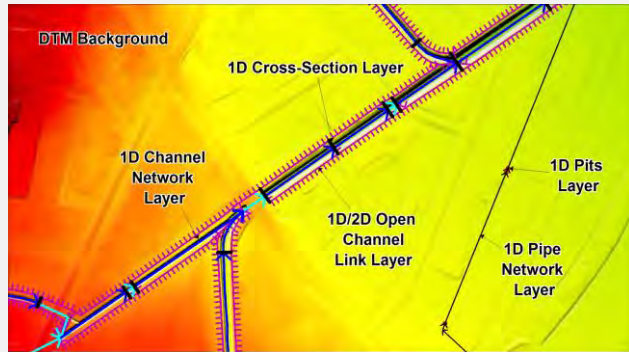 DTM Background
1D Cross-Section Layer
1D Channel
Network
Layer
1D/2D Open
Channel
Link Layer
1D Pits
Layer
1D Pipe
Network
Layer